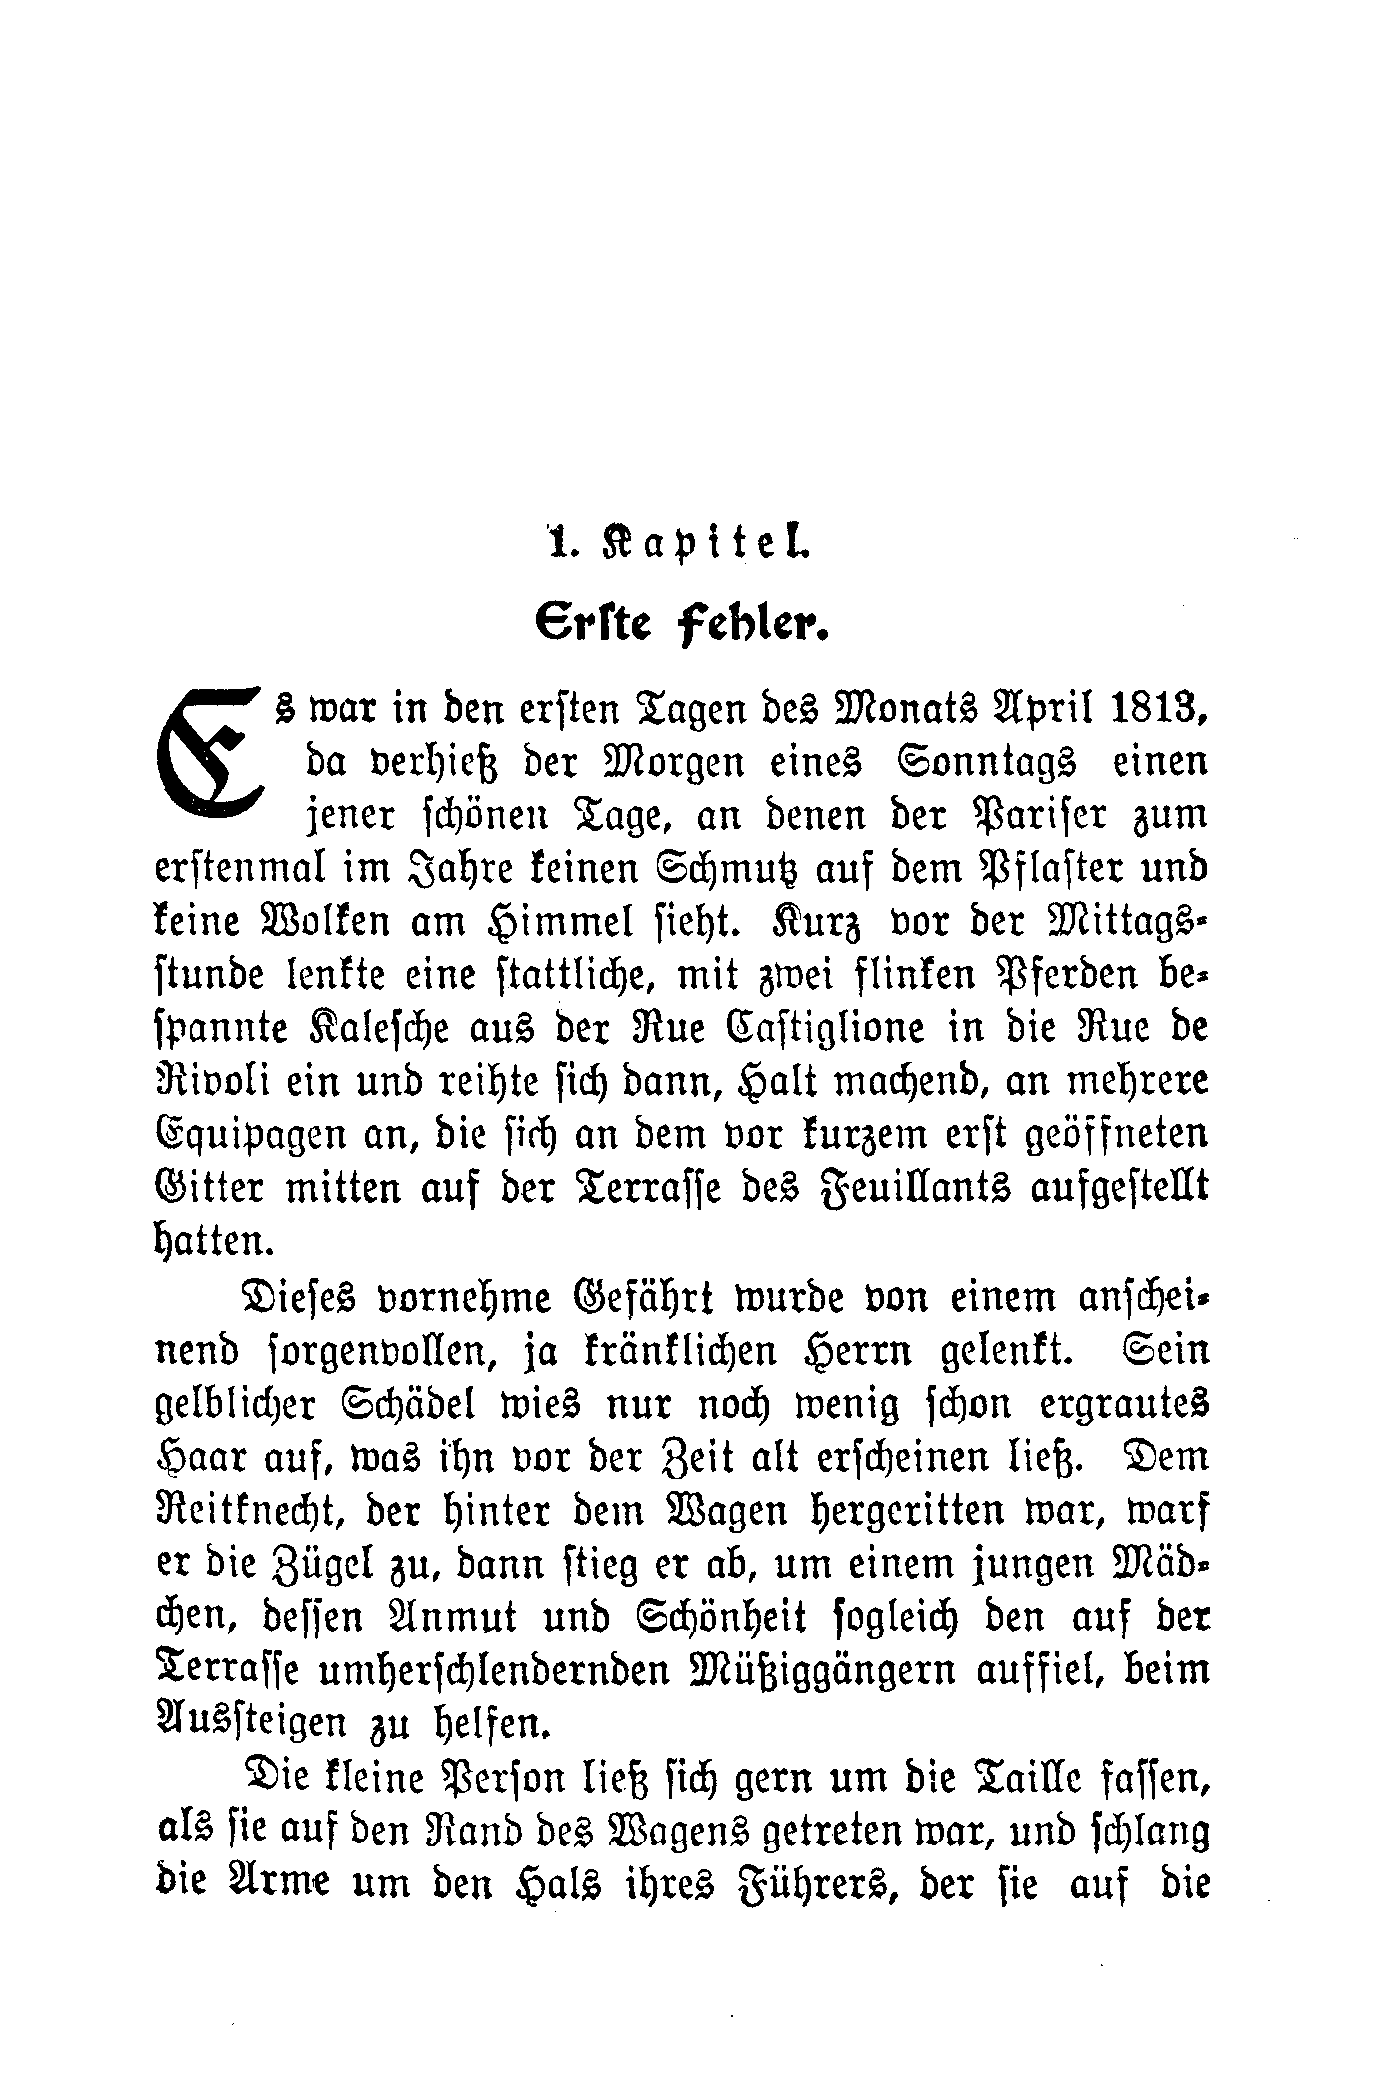 1. Kapitel.
Erſte Fehler.
Es war in den erſten Tagen des Monats April 1813,
da verhieß der Morgen eines Sonntags einen
jener ſchönen Tage, an denen der Pariſer zum
erſtenmal im Jahre keinen Schmutz auf dem Pflaſter und
keine Wolken am Himmel ſieht. Kurz vor der Mittags-
ſtunde lenkte eine ſtattliche, mit zwei flinken Pferden be-
ſpannte Kaleſche aus der Rue Caſtiglione in die Rue de
Rivoli ein und reihte ſich dann, Halt machend, an mehrere
Equipagen an, die ſich an dem vor kurzem erſt geöffneten
Gitter mitten auf der Terraſſe des Feuillants aufgeſtellt
hatten.
Dieſes vornehme Gefährt wurde von einem anſchei-
nend ſorgenvollen, ja kränklichen Herrn gelenkt. Sein
gelblicher Schädel wies nur noch wenig ſchon ergrautes
Haar auf, was ihn vor der Zeit alt erſcheinen ließ. Dem
Reitknecht, der hinter dem Wagen hergeritten war, warf
er die Zügel zu, dann ſtieg er ab, um einem jungen Mäd-
chen, deſſen Anmut und Schönheit ſogleich den auf der
Terraſſe umherſchlendernden Müßiggängern auffiel, beim
Ausſteigen zu helfen.
Die kleine Perſon ließ ſich gern um die Taille faſſen,
als ſie auf den Rand des Wagens getreten war, und ſchlang
die Arme um den Hals ihres Führers, der ſie auf die